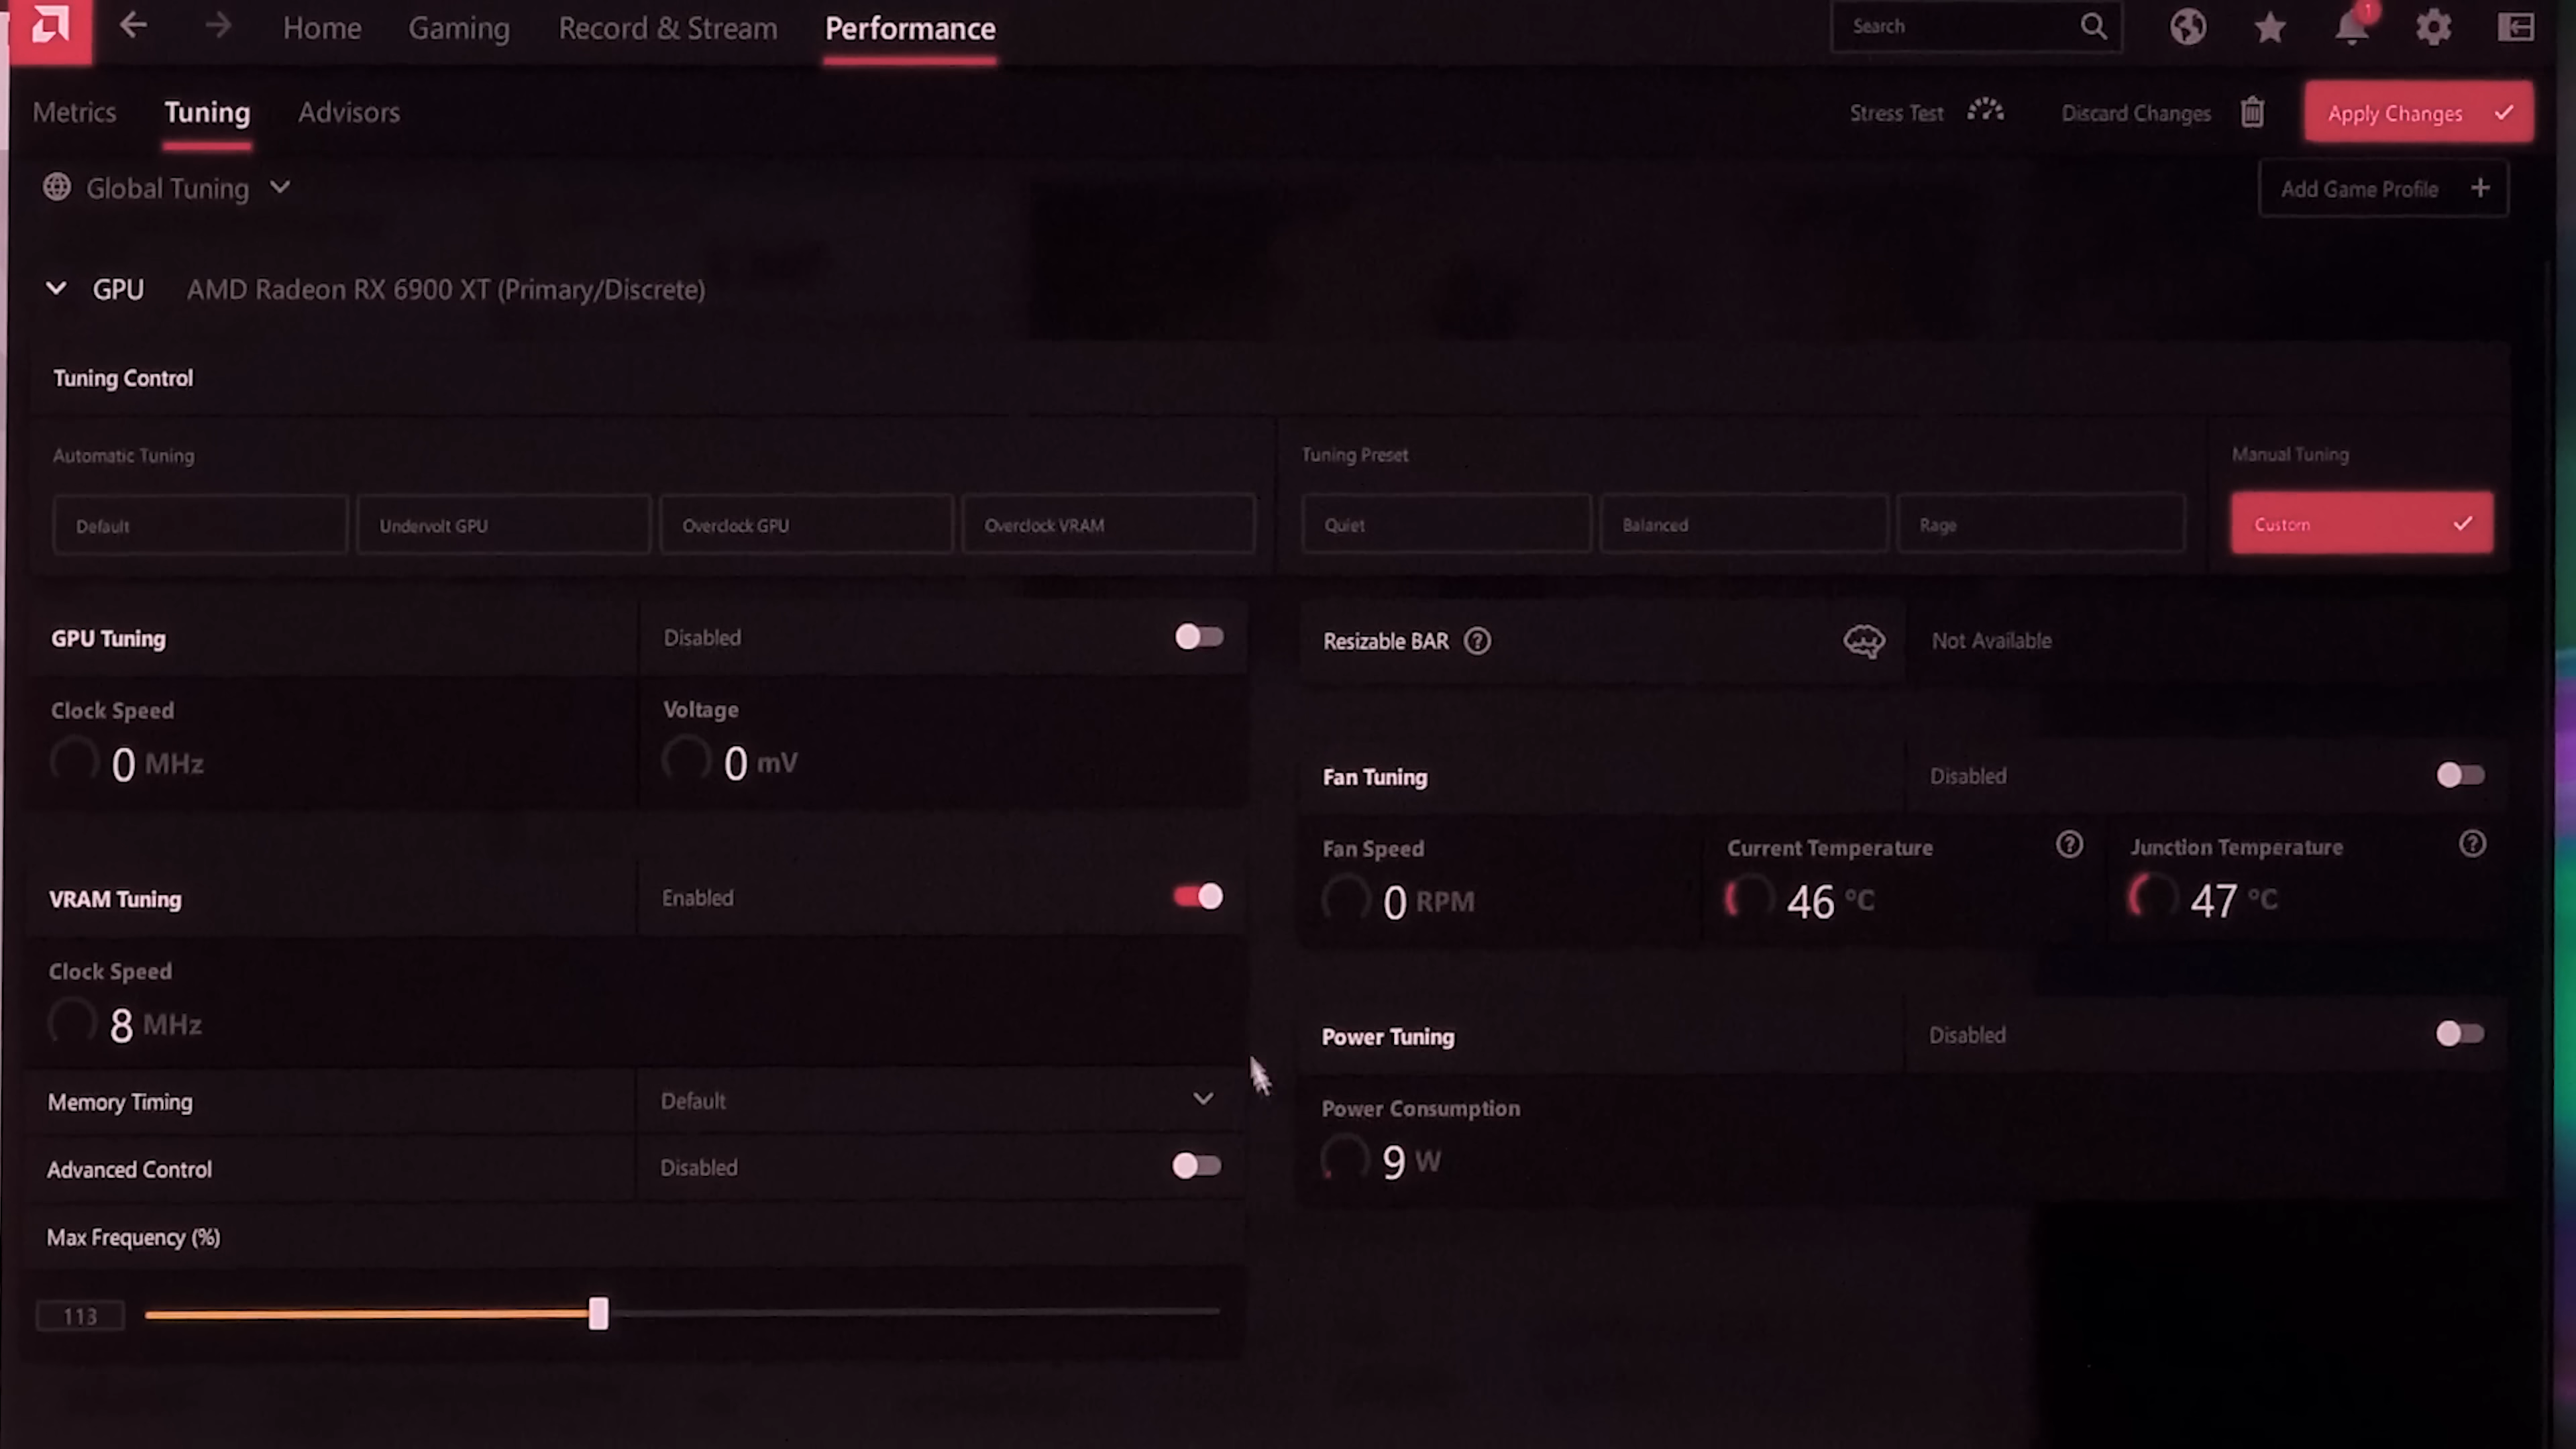 Home Gaming Record & Stream Performance Search 1
Metrics Tuning Advisors Stress Test Discard Changes Apply Changes
Global Tuning Add Game Profile
GPU AMD Radeon RX 6900 XT (Primary/Discrete)
Tuning Control
Automatic Tuning Tuning Preset Manual Tuning
Default Undervolt GPU Overclock GPU Overclock VRAM Quiet Balanced Rage Custom
GPU Tuning Disabled Resizable BAR ? Not Available
Clock Speed Voltage
0 MHz 0 mV
Fan Tuning Disabled
Fan Speed Current Temperature ? Junction Temperature ?
0 RPM 46 °C 47 °C
VRAM Tuning Enabled
Clock Speed
8 MHz
Power Tuning Disabled
Power Consumption
9 W
Memory Timing Default
Advanced Control Disabled
Max Frequency (%)
113